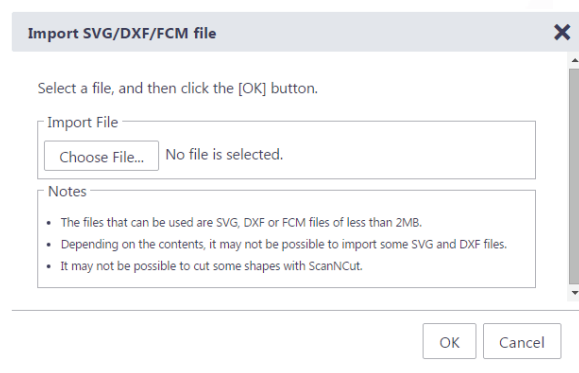 Import SVG/DXF/FCM file
Select a file, and then click the [OK] button.
Import File
Choose File... No file is selected.
Notes
• The files that can be used are SVG, DXF or FCM files of less than 2MB.
• Depending on the contents, it may not be possible to import some SVG and DXF files.
• It may not be possible to cut some shapes with ScanNCut.
OK Cancel